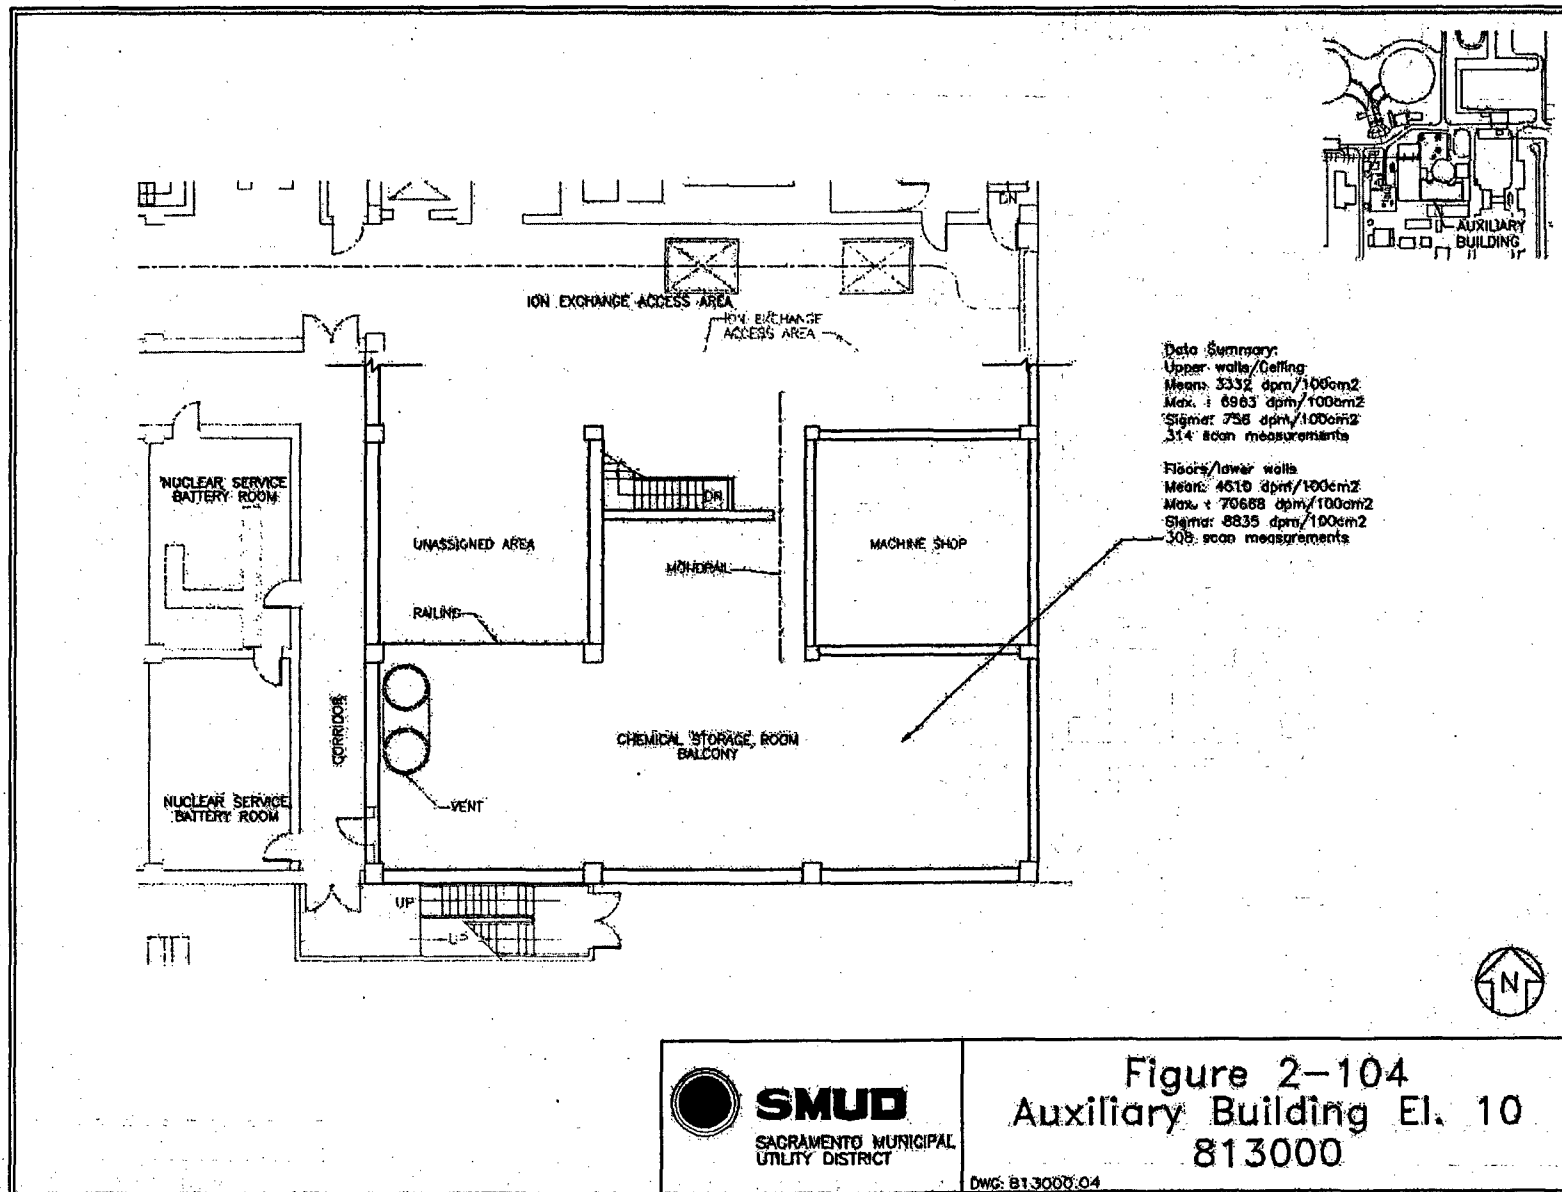 AUXILIARY
BUILDING
DN
ION EXCHANGE ACCESS AREA
ION EXCHANGE
ACCESS AREA
Data Summary:
Upper walls/Ceiling
Mean: 3332 dpm/100cm2
Max. : 6963 dpm/100cm2
Sigma: 756 dpm/100cm2
314 scan measurements
Floors/lower walls
Mean: 4610 dpm/100cm2
Max. : 70668 dpm/100cm2
Sigma: 8835 dpm/100cm2
308 scan measurements
NUCLEAR SERVICE
BATTERY ROOM
DN
UNASSIGNED AREA
MACHINE SHOP
MONORAIL
RAILING
CORRIDOR
CHEMICAL STORAGE ROOM
BALCONY
NUCLEAR SERVICE
BATTERY ROOM
VENT
UP
UP
N
SMUD
SACRAMENTO MUNICIPAL
UTILITY DISTRICT
Figure 2-104
Auxiliary Building El. 10
813000
DWG: 813000.04